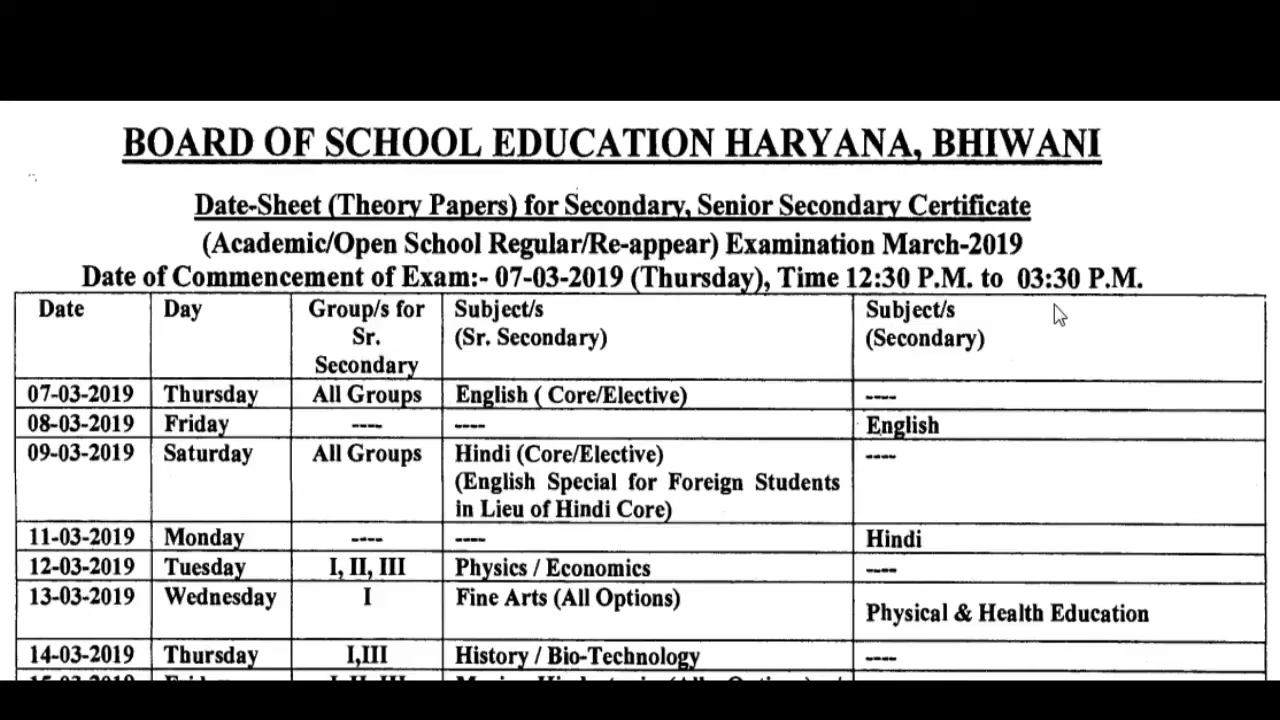 BOARD OF SCHOOL EDUCATION HARYANA, BHIWANI
Date-Sheet (Theory Papers) for Secondary, Senior Secondary Certificate
(Academic/Open School Regular/Re-appear) Examination March-2019
Date of Commencement of Exam:- 07-03-2019 (Thursday), Time 12:30 P.M. to 03:30 P.M.
Date Day Group/s for Subject/s Subject/s
Sr. (Sr. Secondary) (Secondary)
Secondary
07-03-2019 Thursday All Groups English ( Core/Elective) ----
08-03-2019 Friday ---- ---- English
09-03-2019 Saturday All Groups Hindi (Core/Elective) ----
(English Special for Foreign Students
in Lieu of Hindi Core)
11-03-2019 Monday ---- ---- Hindi
12-03-2019 Tuesday I, II, III Physics / Economics ----
13-03-2019 Wednesday I Fine Arts (All Options)
Physical & Health Education
14-03-2019 Thursday I,III History / Bio-Technology ----